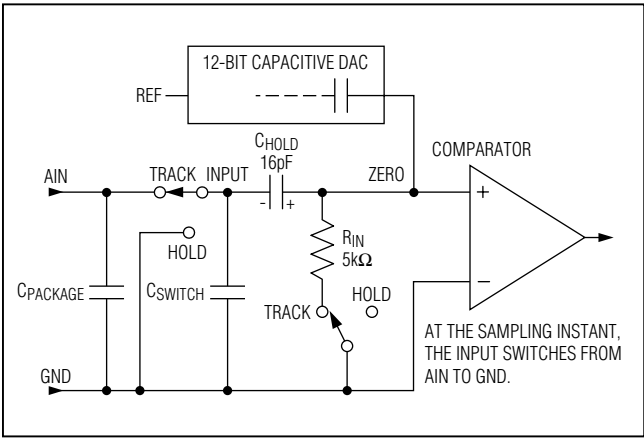 12-BIT CAPACITIVE DAC
REF
CHOLD
16pF
COMPARATOR
AIN
TRACK
INPUT
ZERO
+
- +
HOLD
RIN
5kΩ
−
CPACKAGE
CSWITCH
TRACK
HOLD
AT THE SAMPLING INSTANT,
THE INPUT SWITCHES FROM
AIN TO GND.
GND